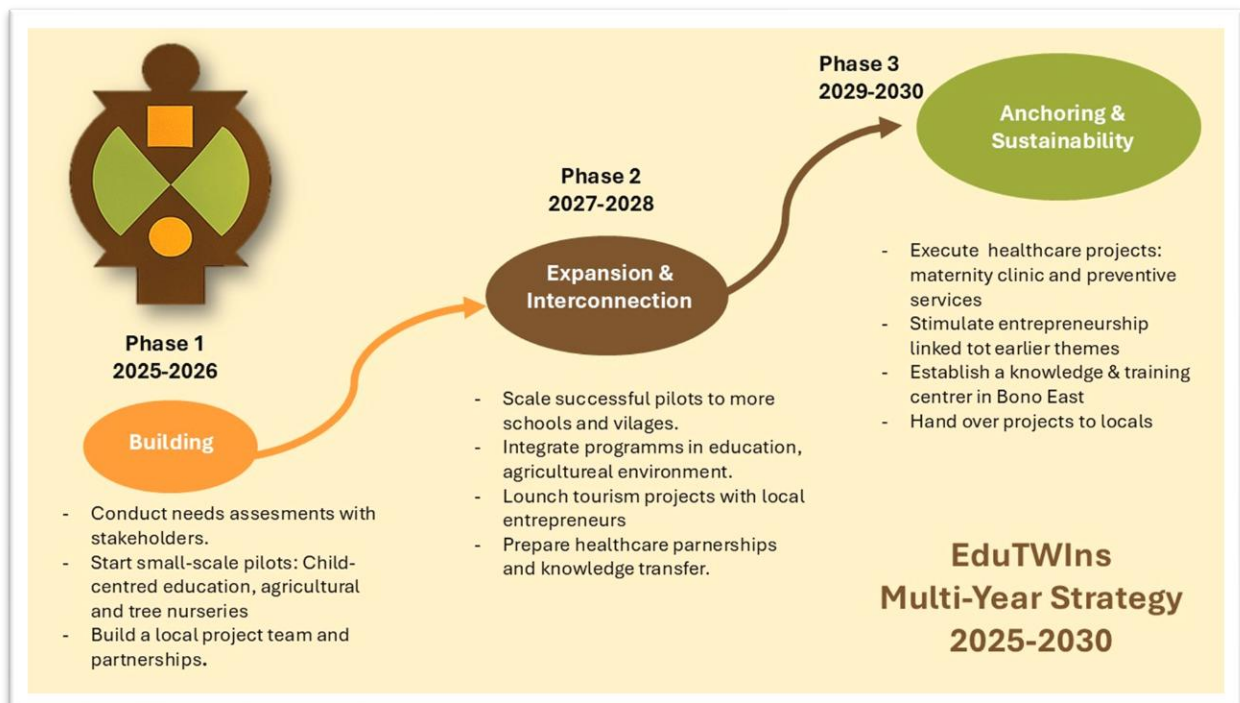 Phase 1
2025-2026
Building
- Conduct needs assesments with
stakeholders.
- Start small-scale pilots: Child-
centred education, agricultural
and tree nurseries
- Build a local project team and
partnerships.
Phase 2
2027-2028
Expansion &
Interconnection
- Scale successful pilots to more
schools and vilages.
- Integrate programms in education,
agricultureal environment.
- Lounch tourism projects with local
entrepreneurs
- Prepare healthcare parnerships
and knowledge transfer.
Phase 3
2029-2030
Anchoring &
Sustainability
- Execute healthcare projects:
maternity clinic and preventive
services
- Stimulate entrepreneurship
linked tot earlier themes
- Establish a knowledge & training
centrer in Bono East
- Hand over projects to locals
EduTWIns
Multi-Year Strategy
2025-2030